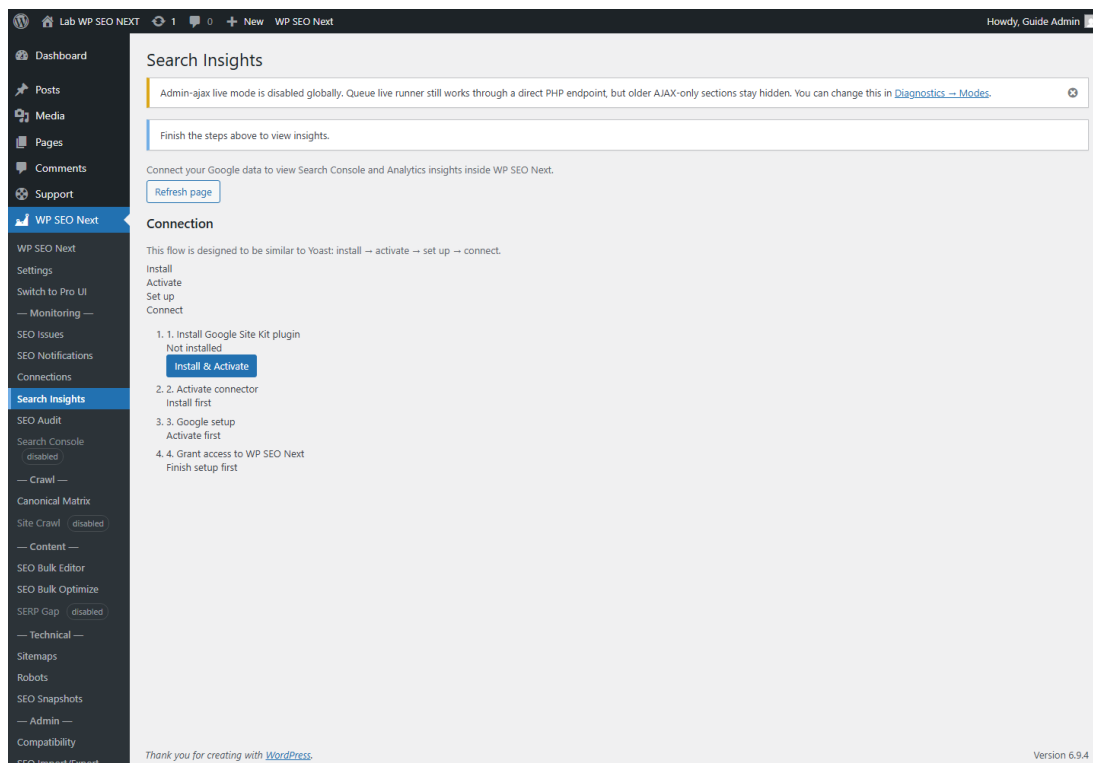 Lab WP SEO NEXT 1 0 New WP SEO Next Howdy, Guide Admin
Dashboard
Posts
Media
Pages
Comments
Support
WP SEO Next
WP SEO Next
Settings
Switch to Pro UI
— Monitoring —
SEO Issues
SEO Notifications
Connections
Search Insights
SEO Audit
Search Console
disabled
— Crawl —
Canonical Matrix
Site Crawl disabled
— Content —
SEO Bulk Editor
SEO Bulk Optimize
SERP Gap disabled
— Technical —
Sitemaps
Robots
SEO Snapshots
— Admin —
Compatibility
SEO Import/Export
Search Insights
Admin-ajax live mode is disabled globally. Queue live runner still works through a direct PHP endpoint, but older AJAX-only sections stay hidden. You can change this in Diagnostics → Modes.
Finish the steps above to view insights.
Connect your Google data to view Search Console and Analytics insights inside WP SEO Next.
Refresh page
Connection
This flow is designed to be similar to Yoast: install → activate → set up → connect.
Install
Activate
Set up
Connect
1. 1. Install Google Site Kit plugin
Not installed
Install & Activate
2. 2. Activate connector
Install first
3. 3. Google setup
Activate first
4. 4. Grant access to WP SEO Next
Finish setup first
Thank you for creating with WordPress. Version 6.9.4